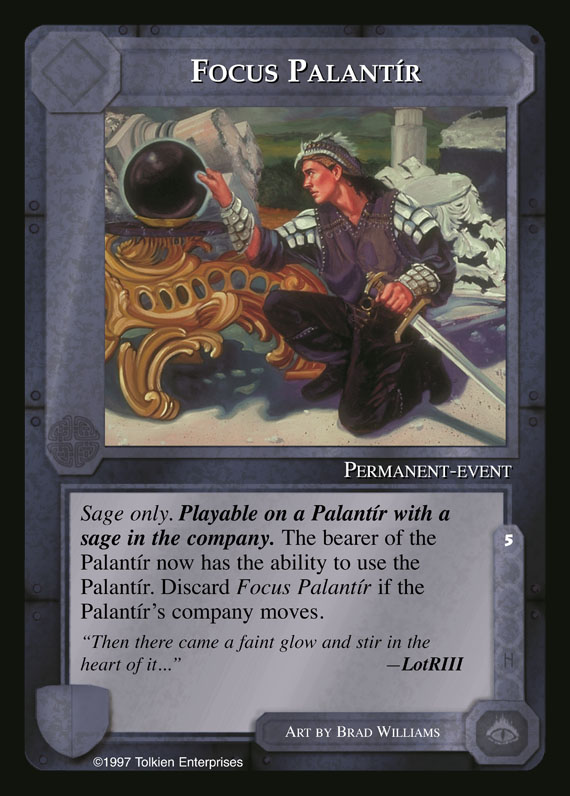 FOCUS PALANTÍR
PERMANENT-EVENT
Sage only. Playable on a Palantír with a
sage in the company. The bearer of the
Palantír now has the ability to use the
Palantír. Discard Focus Palantír if the
Palantír’s company moves.
“Then there came a faint glow and stir in the
heart of it…” —LotRIII
5
H
ART BY BRAD WILLIAMS
©1997 Tolkien Enterprises